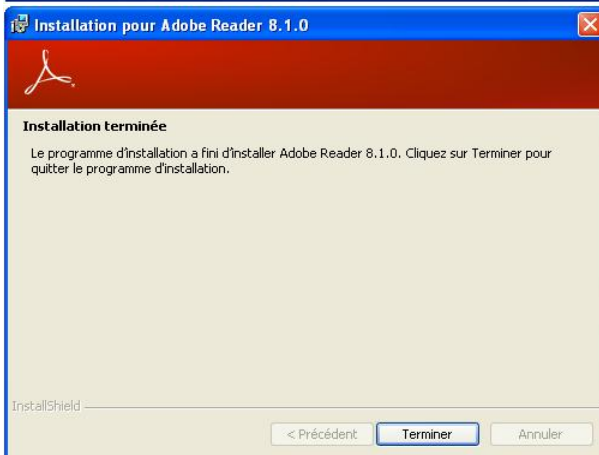 Installation pour Adobe Reader 8.1.0
Installation terminée
Le programme d'installation a fini d'installer Adobe Reader 8.1.0. Cliquez sur Terminer pour
quitter le programme d'installation.
InstallShield
< Précédent Terminer Annuler